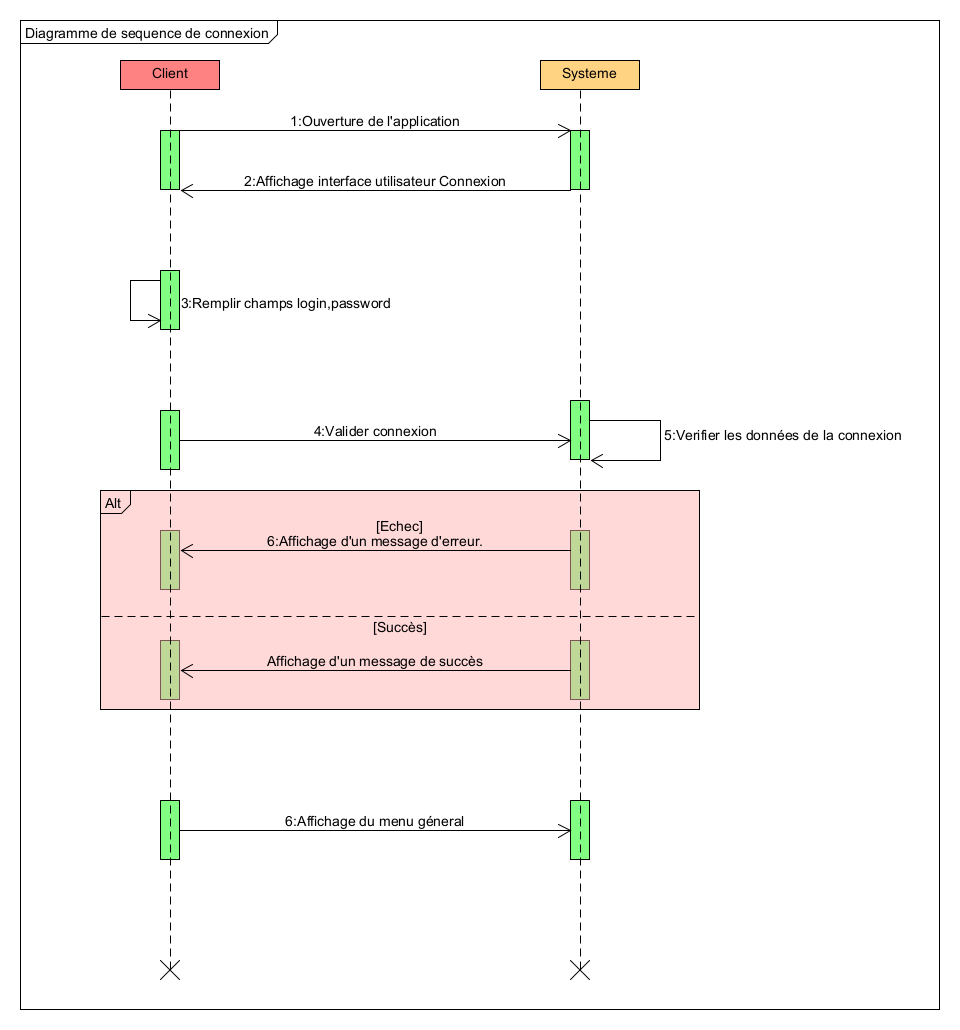 Diagramme de sequence de connexion
Client
Systeme
1:Ouverture de l'application
2:Affichage interface utilisateur Connexion
3:Remplir champs login,password
4:Valider connexion
5:Verifier les données de la connexion
Alt
[Echec]
6:Affichage d'un message d'erreur.
[Succès]
Affichage d'un message de succès
6:Affichage du menu géneral